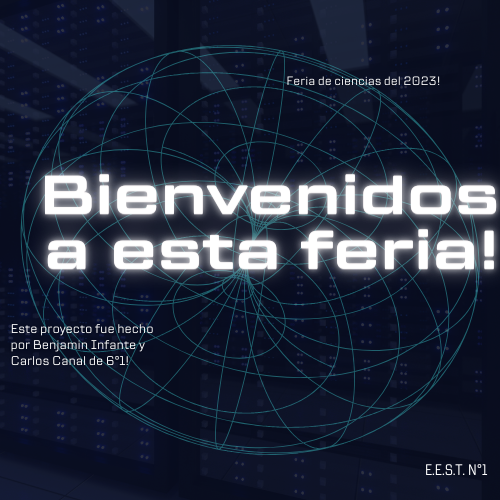 Feria de ciencias del 2023!
Bienvenidos
a esta feria!
Este proyecto fue hecho
por Benjamin Infante y
Carlos Canal de 6°1!
E.E.S.T. N°1